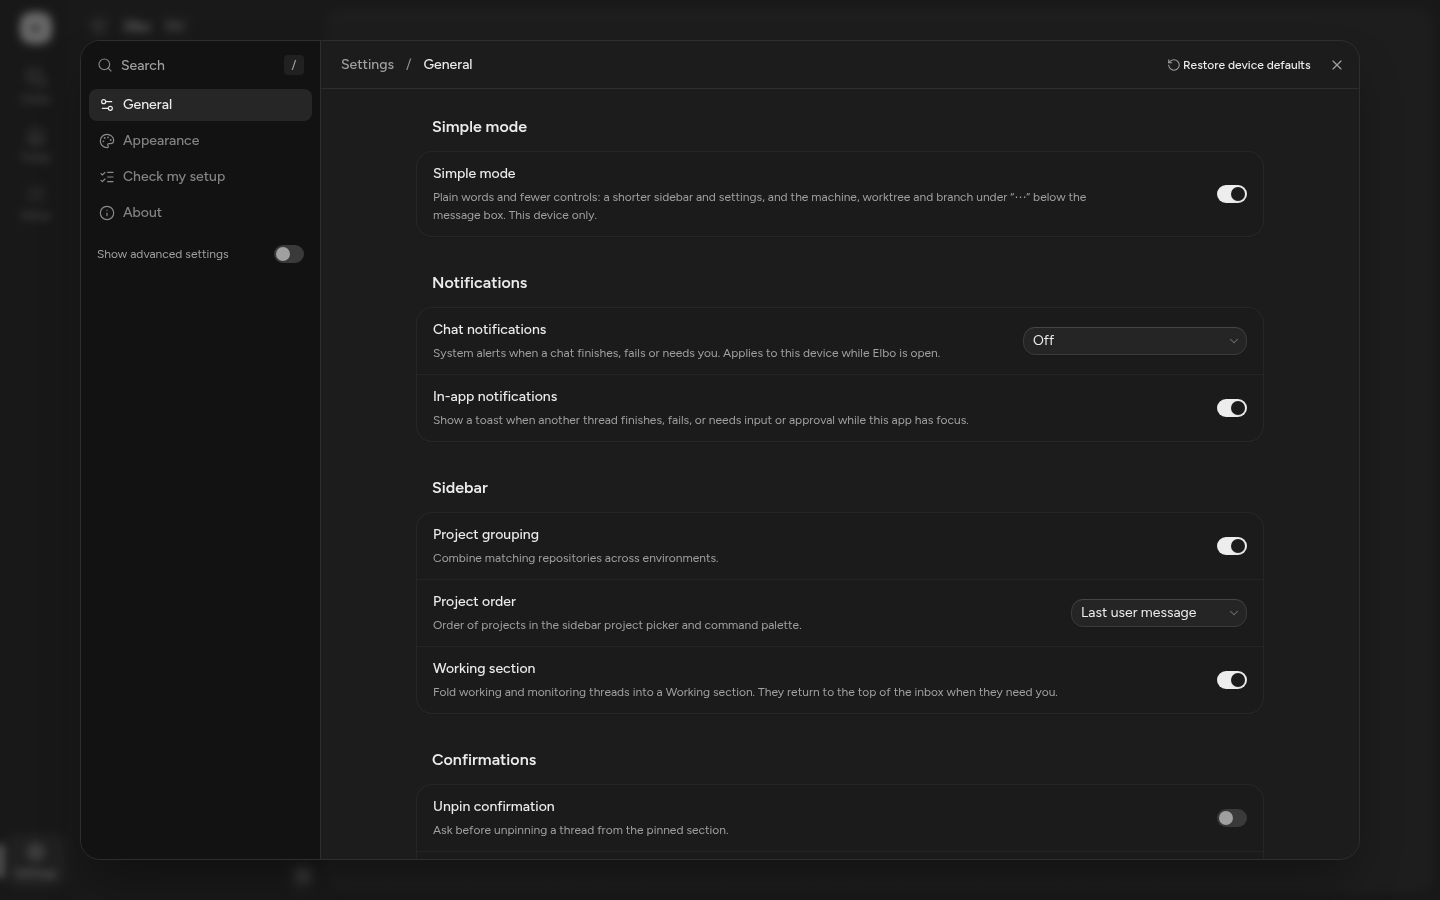 Search
/
General
Appearance
Check my setup
About
Show advanced settings
Settings / General
Restore device defaults
Simple mode
Simple mode
Plain words and fewer controls: a shorter sidebar and settings, and the machine, worktree and branch under “···” below the
message box. This device only.
Notifications
Chat notifications
System alerts when a chat finishes, fails or needs you. Applies to this device while Elbo is open.
Off
In-app notifications
Show a toast when another thread finishes, fails, or needs input or approval while this app has focus.
Sidebar
Project grouping
Combine matching repositories across environments.
Project order
Order of projects in the sidebar project picker and command palette.
Last user message
Working section
Fold working and monitoring threads into a Working section. They return to the top of the inbox when they need you.
Confirmations
Unpin confirmation
Ask before unpinning a thread from the pinned section.